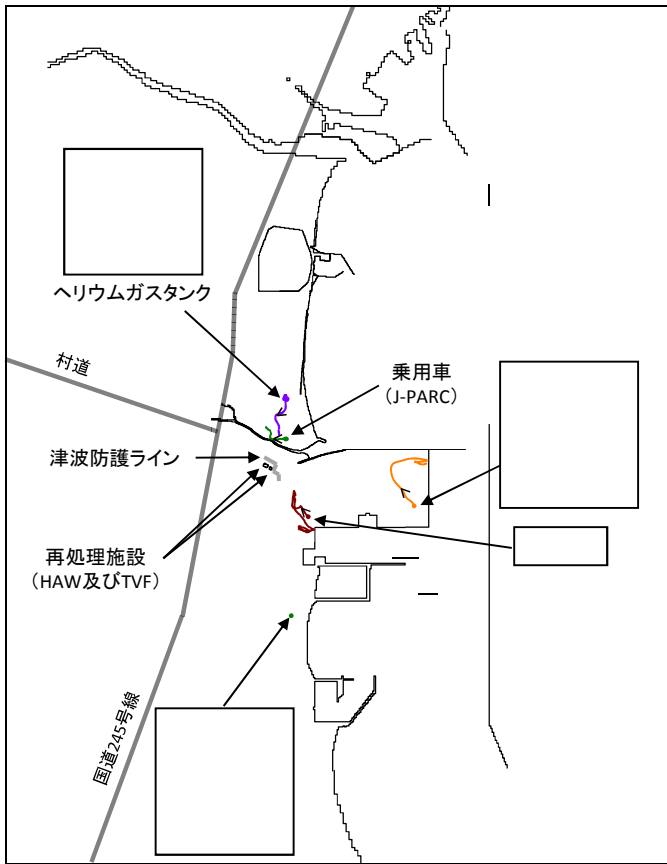 ヘリウムガスタンク
村道
乗用車
（J-PARC）
津波防護ライン
再処理施設
（HAW及びTVF）
国道245号線